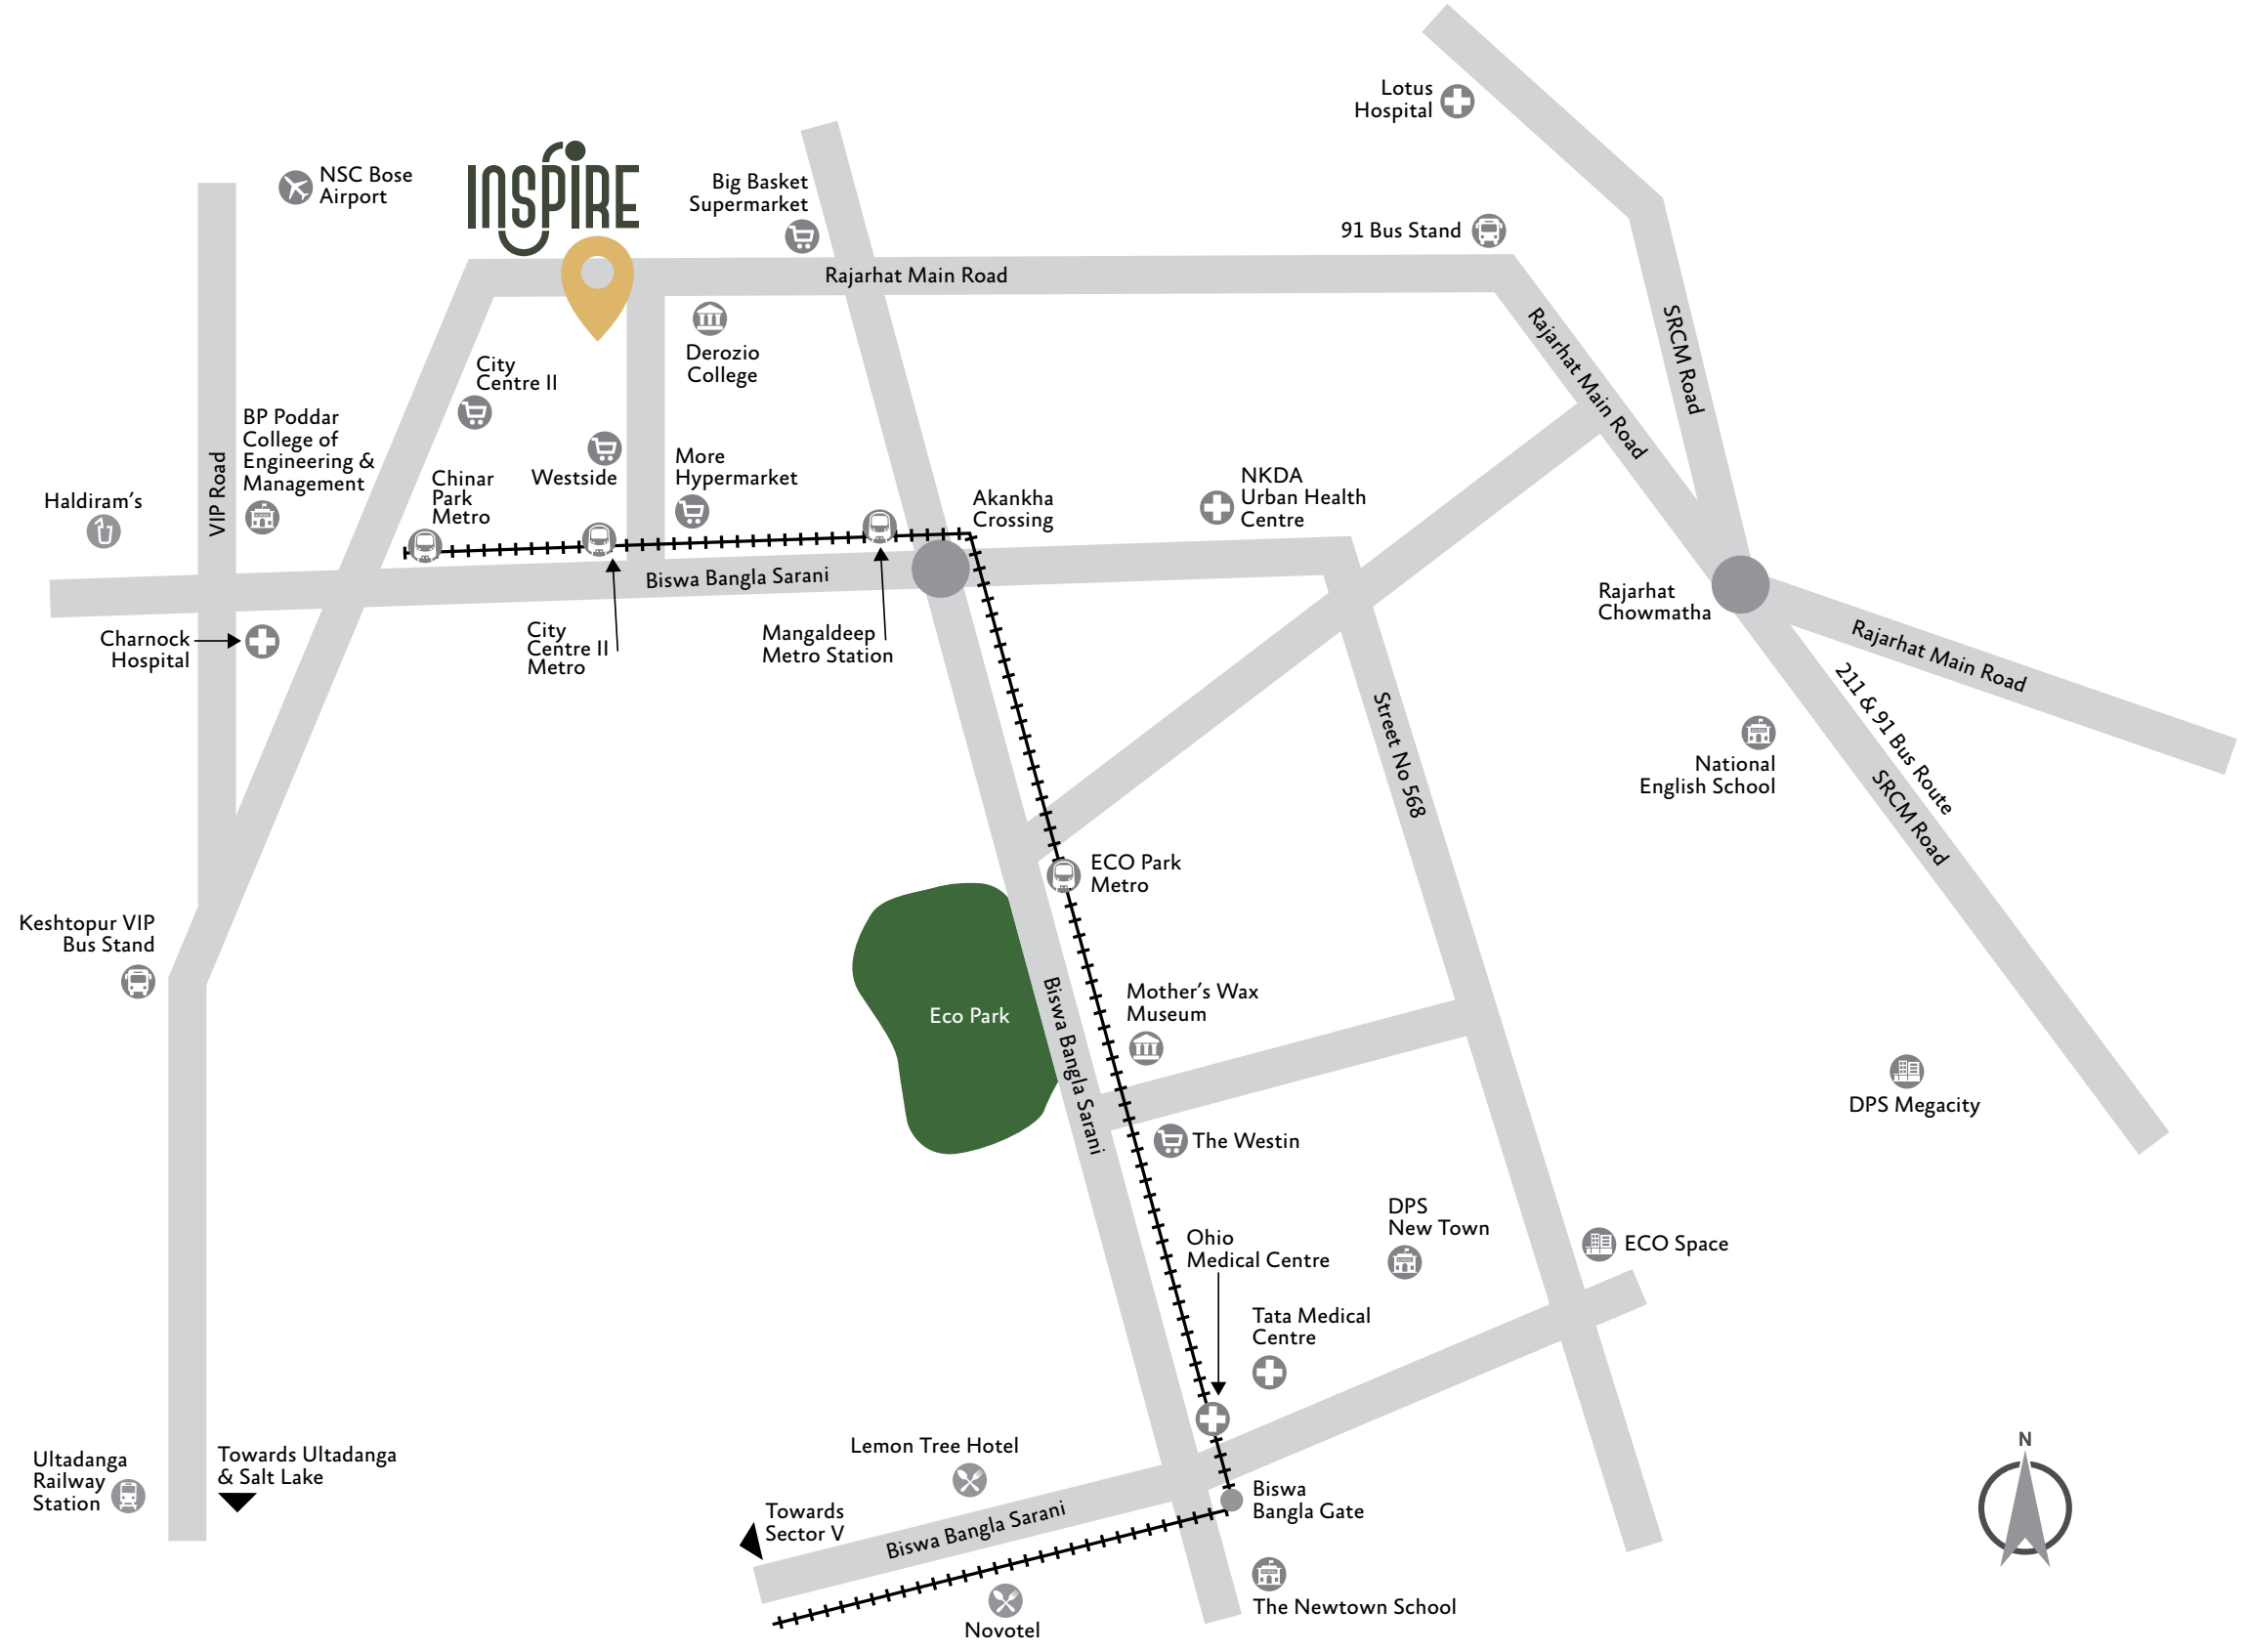 Lotus
Hospital
NSC Bose
Airport
INSPIRE
Big Basket
Supermarket
91 Bus Stand
Rajarhat Main Road
Rajarhat Main Road
SRCM Road
Derozio
College
City
Centre II
BP Poddar
College of
Engineering &
Management
VIP Road
Haldiram's
Chinar
Park
Metro
Westside
More
Hypermarket
Akankha
Crossing
NKDA
Urban Health
Centre
Biswa Bangla Sarani
Charnock
Hospital
City
Centre II
Metro
Mangaldeep
Metro Station
Rajarhat
Chowmatha
Rajarhat Main Road
211 & 91 Bus Route
SRCM Road
Street No 568
National
English School
ECO Park
Metro
Keshtopur VIP
Bus Stand
Eco Park
Biswa Bangla Sarani
Mother's Wax
Museum
DPS Megacity
The Westin
DPS
New Town
Ohio
Medical Centre
ECO Space
Tata Medical
Centre
Lemon Tree Hotel
Ultadanga
Railway
Station
Towards Ultadanga
& Salt Lake
Towards
Sector V
Biswa Bangla Sarani
Biswa
Bangla Gate
N
The Newtown School
Novotel